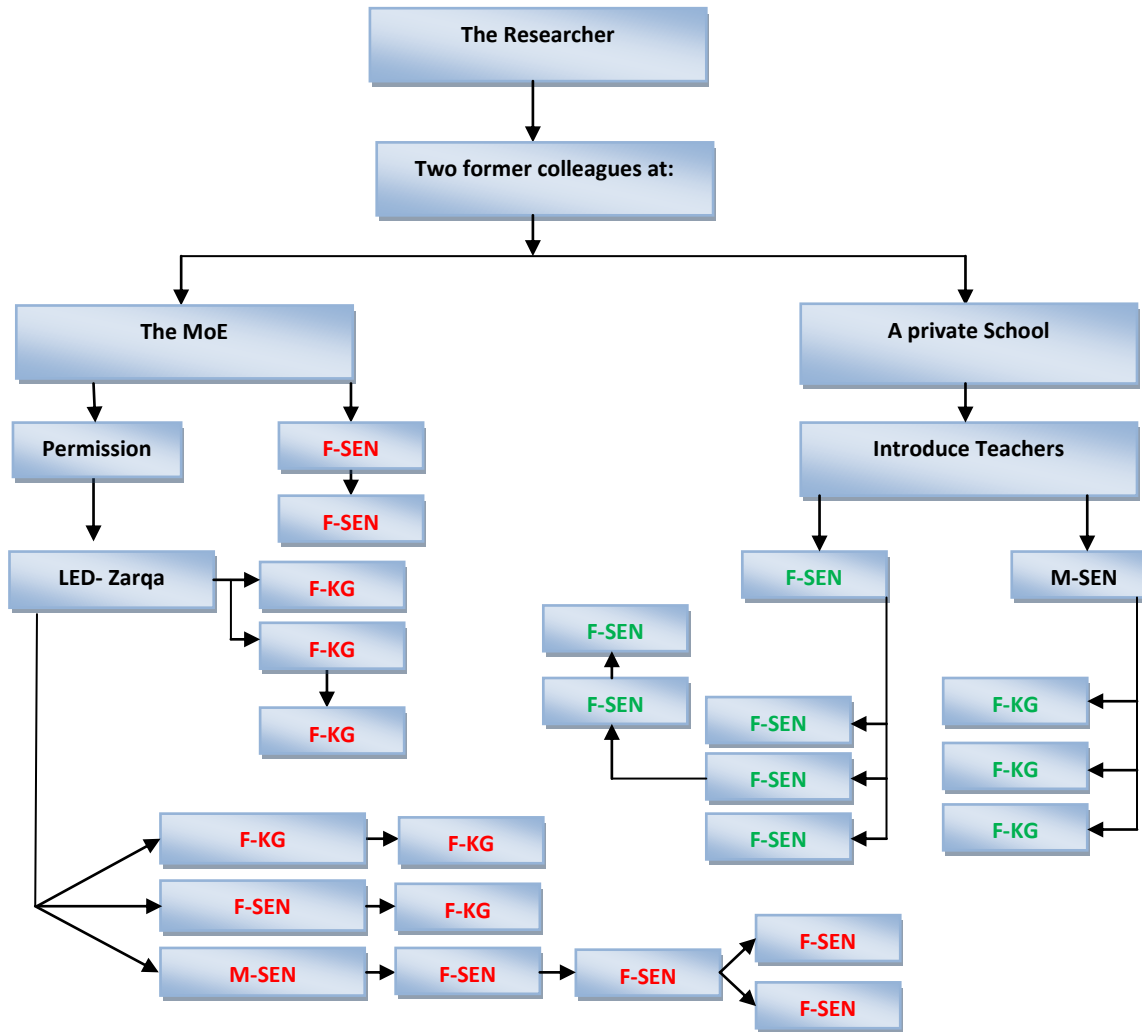 The Researcher
Two former colleagues at:
The MoE
A private School
Permission
F-SEN
Introduce Teachers
F-SEN
LED- Zarqa
F-KG
F-SEN
M-SEN
F-KG
F-SEN
F-KG
F-SEN
F-SEN
F-KG
F-SEN
F-KG
F-SEN
F-KG
F-KG
F-KG
F-SEN
F-KG
F-SEN
M-SEN
F-SEN
F-SEN
F-SEN